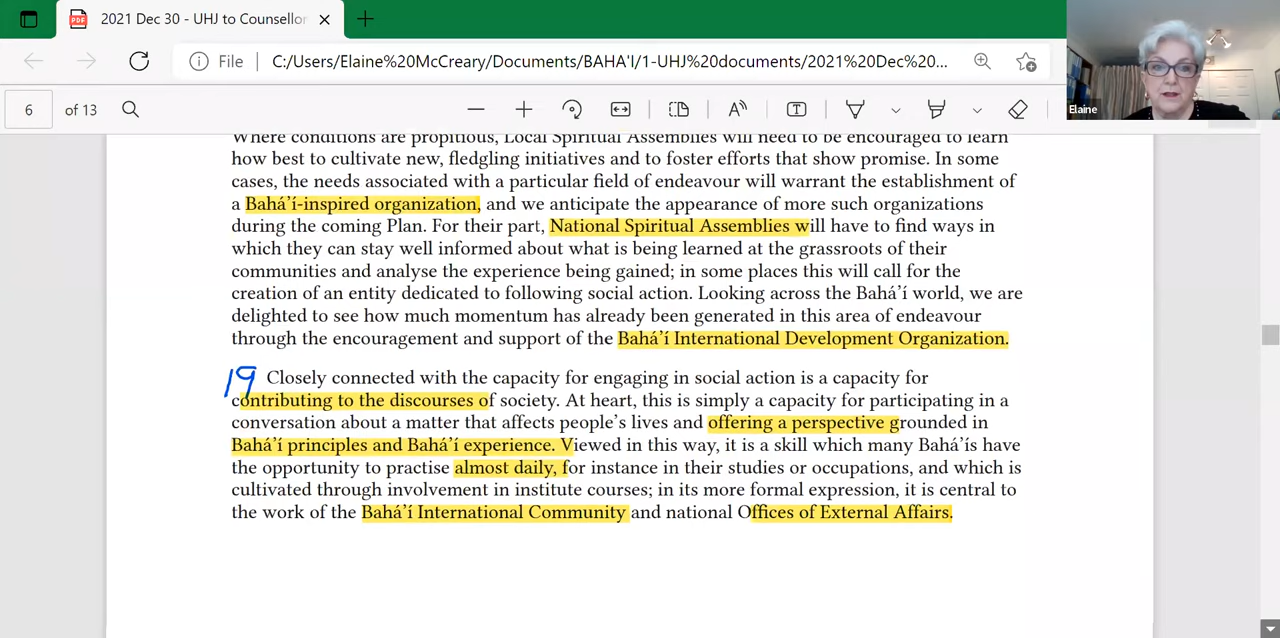 2021 Dec 30 - UHJ to Counsellor
File
C:/Users/Elaine%20McCreary/Documents/BAHA'I/1-UHJ%20documents/2021%20Dec%20...
6 of 13
Elaine
Where conditions are propitious, Local Spiritual Assemblies will need to be encouraged to learn
how best to cultivate new, fledgling initiatives and to foster efforts that show promise. In some
cases, the needs associated with a particular field of endeavour will warrant the establishment of
a Bahá’í-inspired organization, and we anticipate the appearance of more such organizations
during the coming Plan. For their part, National Spiritual Assemblies will have to find ways in
which they can stay well informed about what is being learned at the grassroots of their
communities and analyse the experience being gained; in some places this will call for the
creation of an entity dedicated to following social action. Looking across the Bahá’í world, we are
delighted to see how much momentum has already been generated in this area of endeavour
through the encouragement and support of the Bahá’í International Development Organization.
19 Closely connected with the capacity for engaging in social action is a capacity for
contributing to the discourses of society. At heart, this is simply a capacity for participating in a
conversation about a matter that affects people’s lives and offering a perspective grounded in
Bahá’í principles and Bahá’í experience. Viewed in this way, it is a skill which many Bahá’ís have
the opportunity to practise almost daily, for instance in their studies or occupations, and which is
cultivated through involvement in institute courses; in its more formal expression, it is central to
the work of the Bahá’í International Community and national Offices of External Affairs.